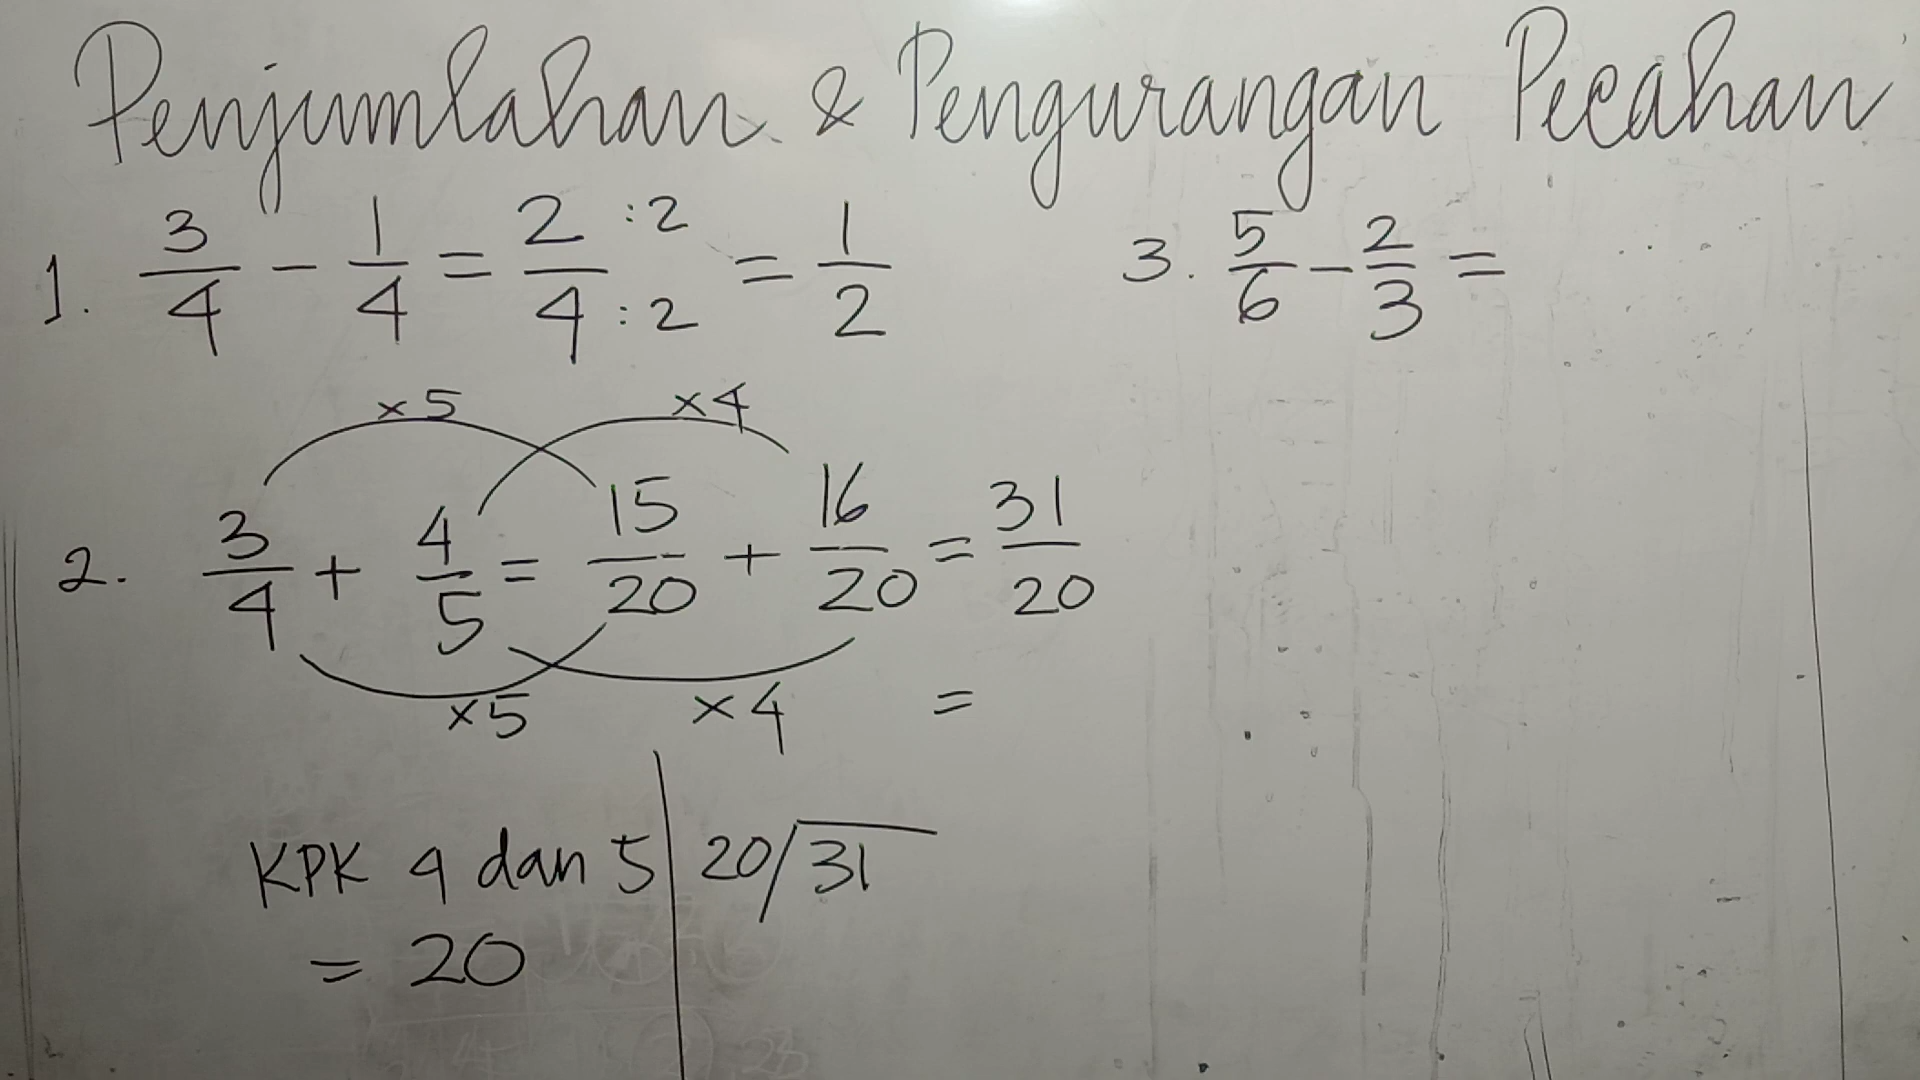 Penjumlahan & Pengurangan Pecahan
1. 3/4 - 1/4 = 2/4 :2 :2 = 1/2
3. 5/6 - 2/3 =
×5 ×4
2. 3/4 + 4/5 = 15/20 + 16/20 = 31/20
×5 ×4 =
KPK 4 dan 5
= 20
20/31